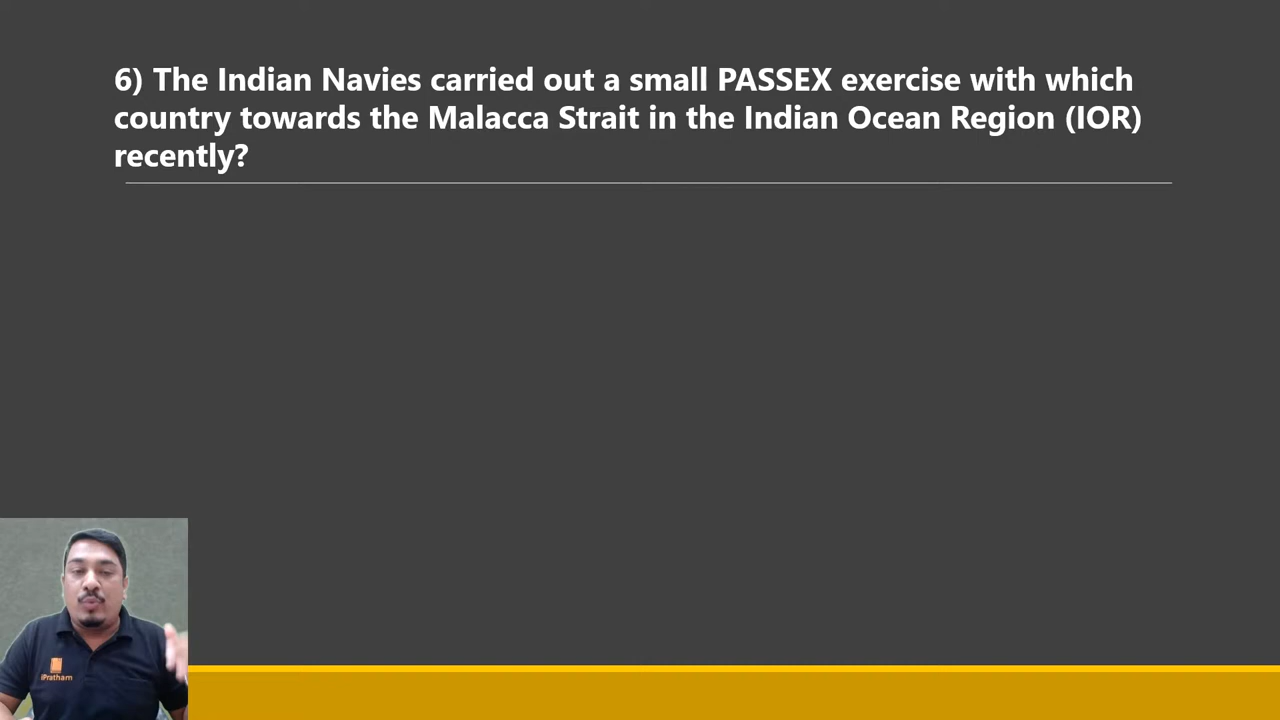 6) The Indian Navies carried out a small PASSEX exercise with which
country towards the Malacca Strait in the Indian Ocean Region (IOR)
recently?
iPratham